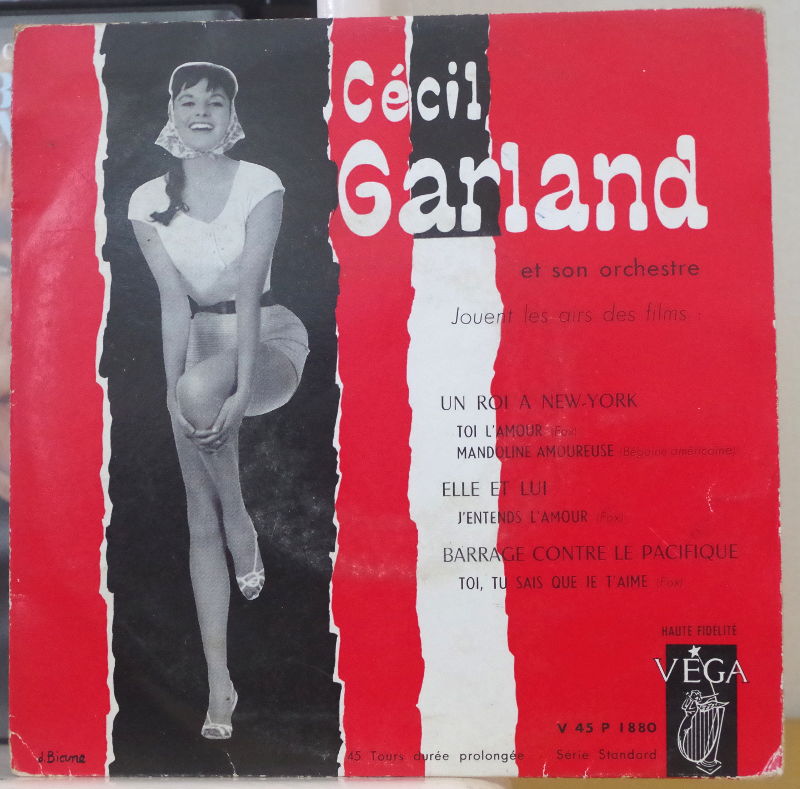 Cécil
Garland
et son orchestre
Jouent les airs des films :
UN ROI A NEW-YORK
TOI L'AMOUR (Fox)
MANDOLINE AMOUREUSE (Béguine américaine)
ELLE ET LUI
J'ENTENDS L'AMOUR (Fox)
BARRAGE CONTRE LE PACIFIQUE
TOI, TU SAIS QUE JE T'AIME (Fox)
HAUTE FIDÉLITÉ
VÉGA
V 45 P 1880
45 Tours durée prolongée - Série Standard
J. Biane